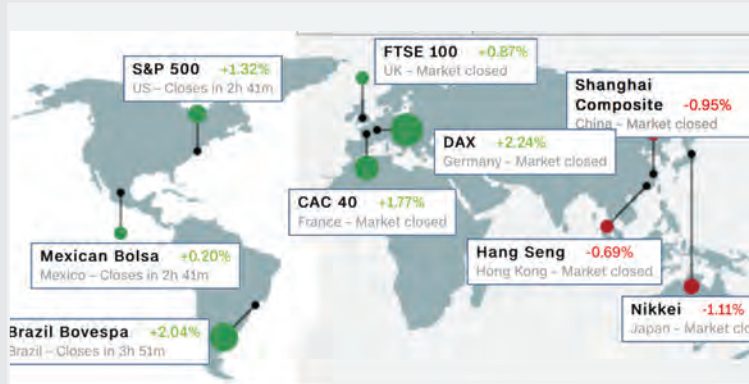 S&P 500 +1.32%
US – Closes in 2h 41m
FTSE 100 +0.87%
UK – Market closed
Shanghai
Composite -0.95%
China – Market closed
DAX +2.24%
Germany – Market closed
CAC 40 +1.77%
France – Market closed
Mexican Bolsa +0.20%
Mexico – Closes in 2h 41m
Hang Seng -0.69%
Hong Kong – Market closed
Nikkei -1.11%
Japan – Market clo
Brazil Bovespa +2.04%
Brazil – Closes in 3h 51m